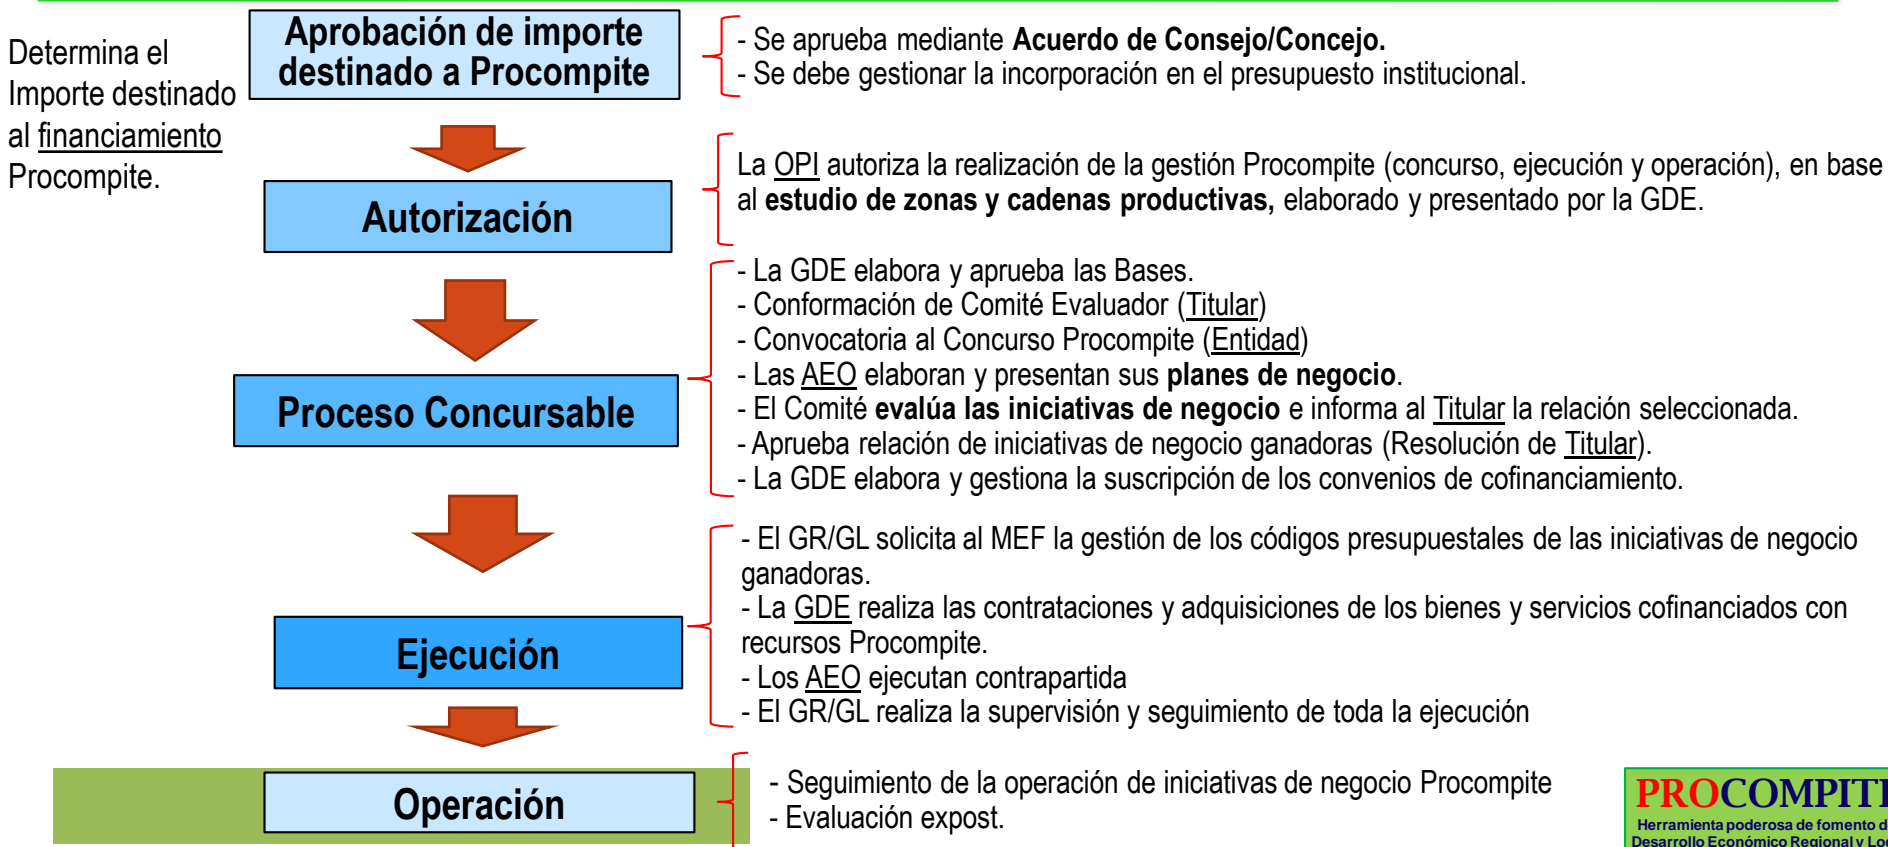 Determina el
Importe destinado
al financiamiento
Procompite.
Aprobación de importe
destinado a Procompite
- Se aprueba mediante Acuerdo de Consejo/Concejo.
- Se debe gestionar la incorporación en el presupuesto institucional.
Autorización
La OPI autoriza la realización de la gestión Procompite (concurso, ejecución y operación), en base
al estudio de zonas y cadenas productivas, elaborado y presentado por la GDE.
Proceso Concursable
- La GDE elabora y aprueba las Bases.
- Conformación de Comité Evaluador (Titular)
- Convocatoria al Concurso Procompite (Entidad)
- Las AEO elaboran y presentan sus planes de negocio.
- El Comité evalúa las iniciativas de negocio e informa al Titular la relación seleccionada.
- Aprueba relación de iniciativas de negocio ganadoras (Resolución de Titular).
- La GDE elabora y gestiona la suscripción de los convenios de cofinanciamiento.
Ejecución
- El GR/GL solicita al MEF la gestión de los códigos presupuestales de las iniciativas de negocio
ganadoras.
- La GDE realiza las contrataciones y adquisiciones de los bienes y servicios cofinanciados con
recursos Procompite.
- Los AEO ejecutan contrapartida
- El GR/GL realiza la supervisión y seguimiento de toda la ejecución
Operación
- Seguimiento de la operación de iniciativas de negocio Procompite
- Evaluación expost.
PROCOMPITE
Herramienta poderosa de fomento d
Desarrollo Económico Regional y Loc